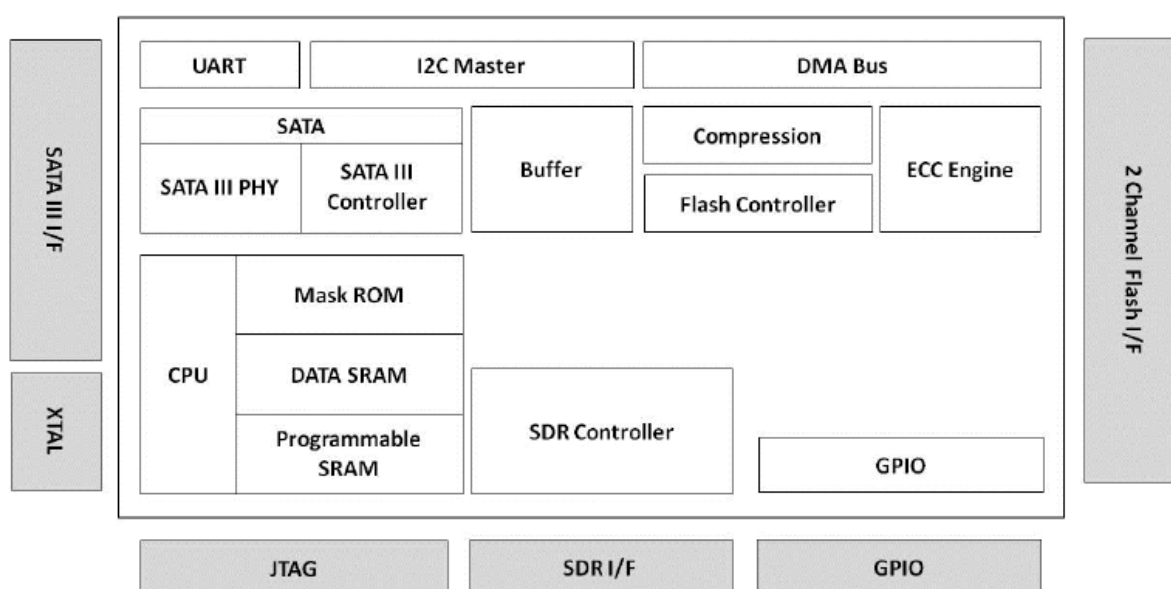 UART
I2C Master
DMA Bus
SATA III I/F
SATA
SATA III PHY
SATA III
Controller
Buffer
Compression
Flash Controller
ECC Engine
2 Channel Flash I/F
CPU
Mask ROM
DATA SRAM
Programmable
SRAM
SDR Controller
GPIO
XTAL
JTAG
SDR I/F
GPIO